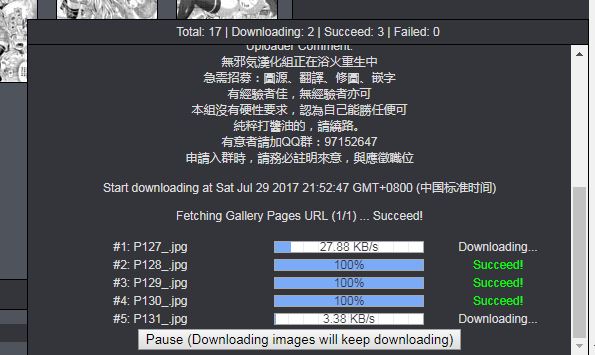 Total: 17 | Downloading: 2 | Succeed: 3 | Failed: 0
Uploader Comment:
無邪気漢化組正在浴火重生中
急需招募：圖源、翻譯、修圖、嵌字
有經驗者佳，無經驗者亦可
本組沒有硬性要求，認為自己能勝任便可
純粹打醬油的，請繞路。
有意者請加QQ群：97152647
申請入群時，請務必註明來意，與應徵職位
Start downloading at Sat Jul 29 2017 21:52:47 GMT+0800 (中国标准时间)
Fetching Gallery Pages URL (1/1) ... Succeed!
#1: P127_.jpg 27.88 KB/s Downloading...
#2: P128_.jpg 100% Succeed!
#3: P129_.jpg 100% Succeed!
#4: P130_.jpg 100% Succeed!
#5: P131_.jpg 3.38 KB/s Downloading...
Pause (Downloading images will keep downloading)